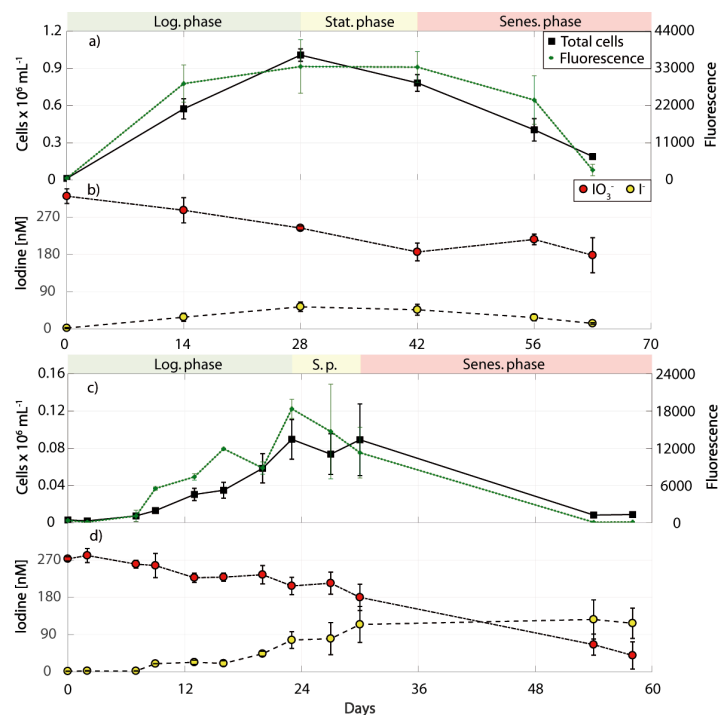 Log. phase Stat. phase Senes. phase
1.2 a) Total cells 44000
Fluorescence
0.9 33000
0.6 22000
0.3 11000
0 0
Cells x 10⁶ mL⁻¹
Fluorescence
b) IO₃⁻ I⁻
270
180
90
0
Iodine [nM]
0 14 28 42 56 70
Log. phase S. p. Senes. phase
0.16 24000
c)
0.12 18000
0.08 12000
0.04 6000
0 0
Cells x 10⁶ mL⁻¹
Fluorescence
d)
270
180
90
0
Iodine [nM]
0 12 24 36 48 60
Days